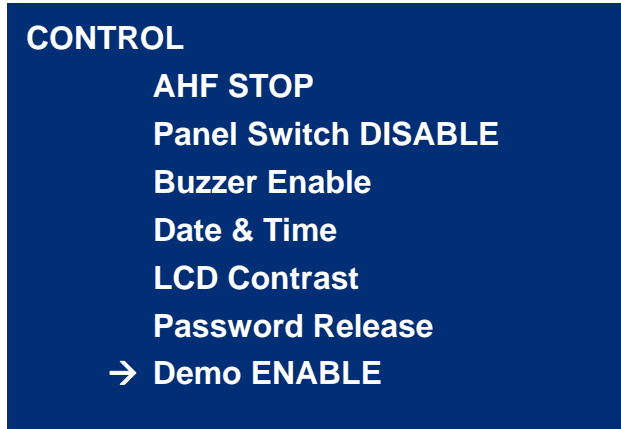 CONTROL
AHF STOP
Panel Switch DISABLE
Buzzer Enable
Date & Time
LCD Contrast
Password Release
→ Demo ENABLE